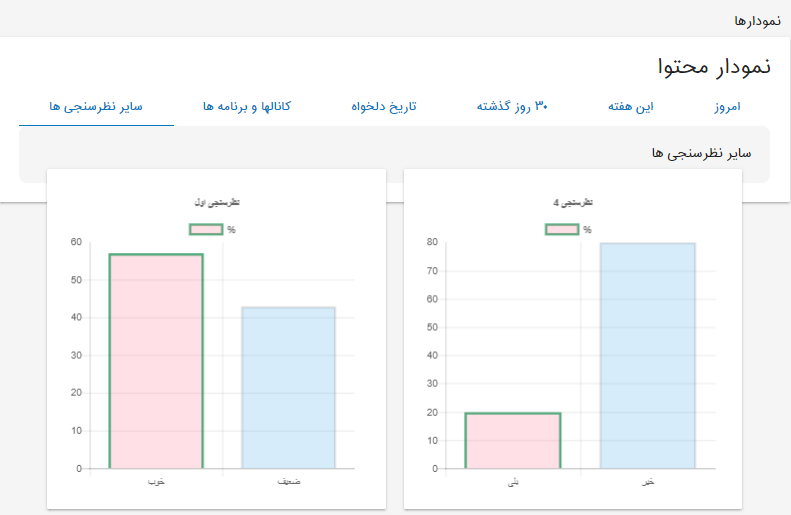 نمودارها
نمودار محتوا
امروز
این هفته
۳۰ روز گذشته
تاریخ دلخواه
کانالها و برنامه ها
سایر نظرسنجی ها
سایر نظرسنجی ها
نظرسنجی 4
%
80
70
60
50
40
30
20
10
0
بلی
خیر
نظرسنجی اول
%
60
50
40
30
20
10
0
خوب
ضعیف